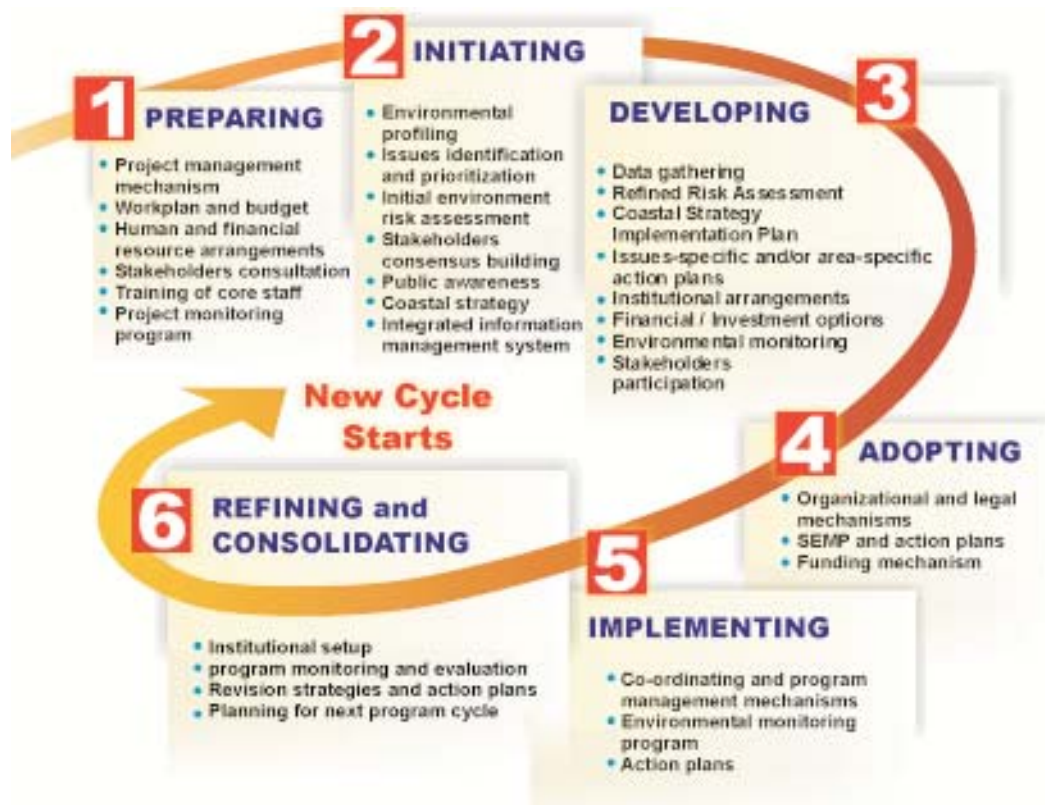 1
PREPARING
• Project management
mechanism
• Workplan and budget
• Human and financial
resource arrangements
• Stakeholders consultation
• Training of core staff
• Project monitoring
program
2
INITIATING
• Environmental
profiling
• Issues identification
and prioritization
• Initial environment
risk assessment
• Stakeholders
consensus building
• Public awareness
• Coastal strategy
• Integrated information
management system
3
DEVELOPING
• Data gathering
• Refined Risk Assessment
• Coastal Strategy
Implementation Plan
• Issues-specific and/or area-specific
action plans
• Institutional arrangements
• Financial / Investment options
• Environmental monitoring
• Stakeholders
participation
4
ADOPTING
• Organizational and legal
mechanisms
• SEMP and action plans
• Funding mechanism
5
IMPLEMENTING
• Co-ordinating and program
management mechanisms
• Environmental monitoring
program
• Action plans
6
REFINING and
CONSOLIDATING
• Institutional setup
• program monitoring and evaluation
• Revision strategies and action plans
• Planning for next program cycle
New Cycle
Starts